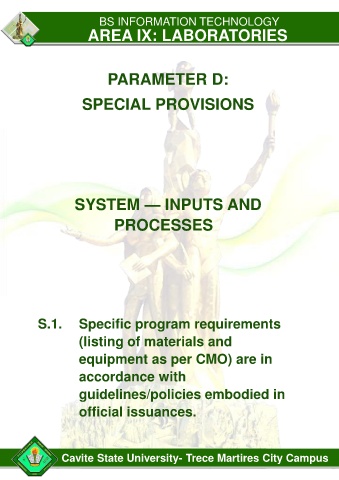 BS INFORMATION TECHNOLOGY
AREA IX: LABORATORIES
PARAMETER D:
SPECIAL PROVISIONS
SYSTEM — INPUTS AND
PROCESSES
S.1. Specific program requirements
(listing of materials and
equipment as per CMO) are in
accordance with
guidelines/policies embodied in
official issuances.
Cavite State University- Trece Martires City Campus